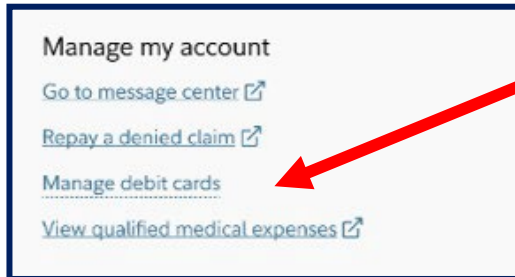 Manage my account
Go to message center
Repay a denied claim
Manage debit cards
View qualified medical expenses